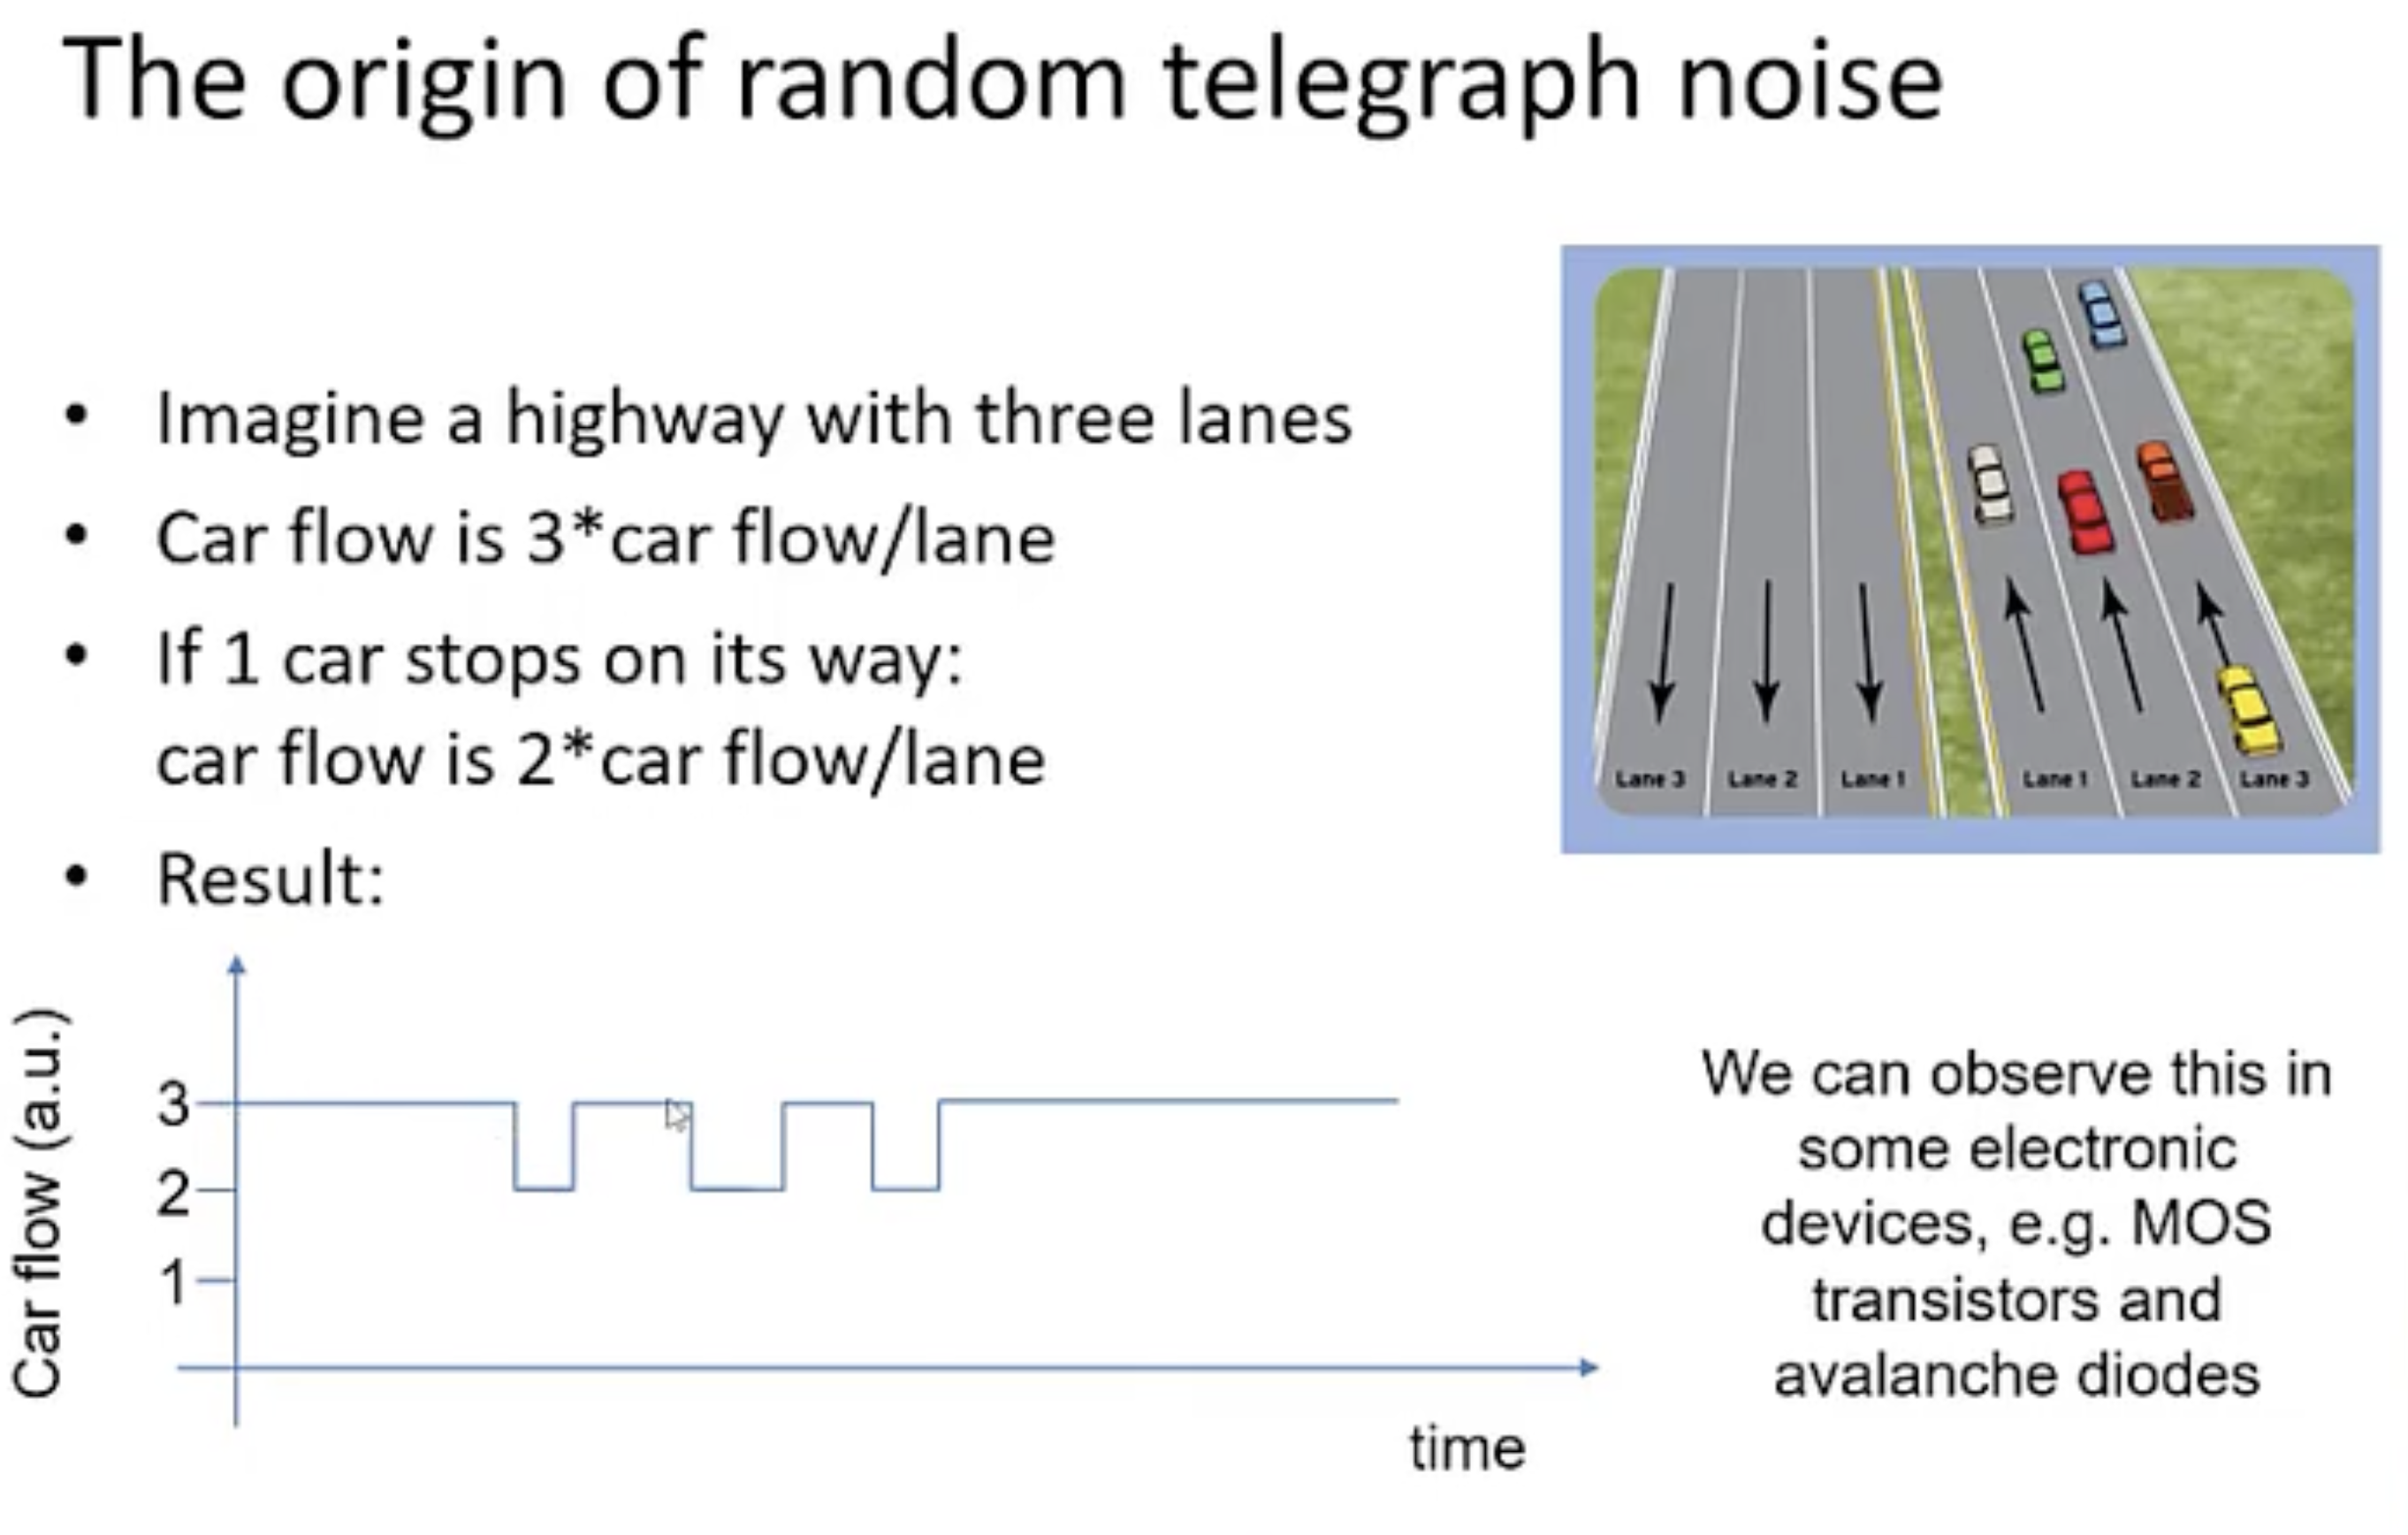 The origin of random telegraph noise
• Imagine a highway with three lanes
• Car flow is 3*car flow/lane
• If 1 car stops on its way:
car flow is 2*car flow/lane
• Result:
Lane 3 Lane 2 Lane 1 Lane 1 Lane 2 Lane 3
Car flow (a.u.)
3
2
1
time
We can observe this in
some electronic
devices, e.g. MOS
transistors and
avalanche diodes